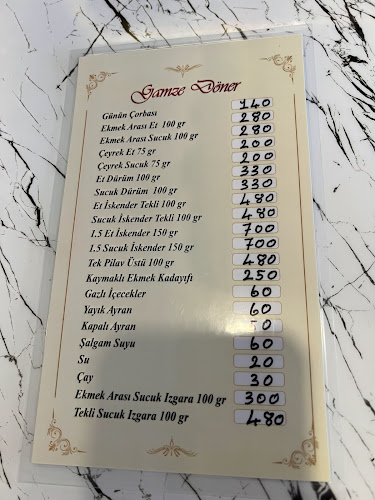 Gamze Döner
Günün Çorbası 140
Ekmek Arası Et 100 gr 280
Ekmek Arası Sucuk 100 gr 280
Çeyrek Et 75 gr 200
Çeyrek Sucuk 75 gr 200
Et Dürüm 100 gr 330
Sucuk Dürüm 100 gr 330
Et İskender Tekli 100 gr 480
Sucuk İskender Tekli 100 gr 480
1.5 Et İskender 150 gr 700
1.5 Sucuk İskender 150 gr 700
Tek Pilav Üstü 100 gr 480
Kaymaklı Ekmek Kadayıfı 250
Gazlı İçecekler 60
Yayık Ayran 60
Kapalı Ayran 50
Şalgam Suyu 60
Su 20
Çay 30
Ekmek Arası Sucuk Izgara 100 gr 300
Tekli Sucuk Izgara 100 gr 480